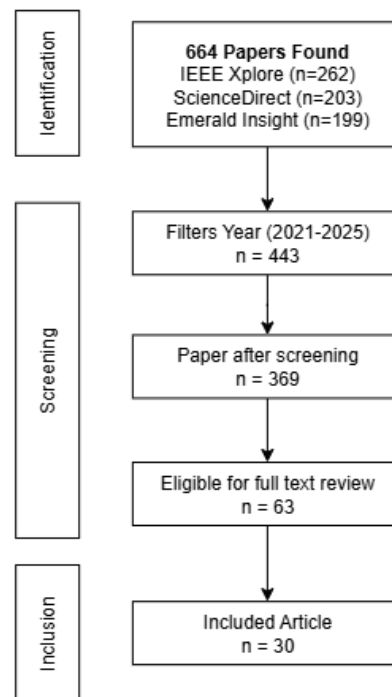 Identification
664 Papers Found
IEEE Xplore (n=262)
ScienceDirect (n=203)
Emerald Insight (n=199)
Screening
Filters Year (2021-2025)
n = 443
Paper after screening
n = 369
Eligible for full text review
n = 63
Inclusion
Included Article
n = 30